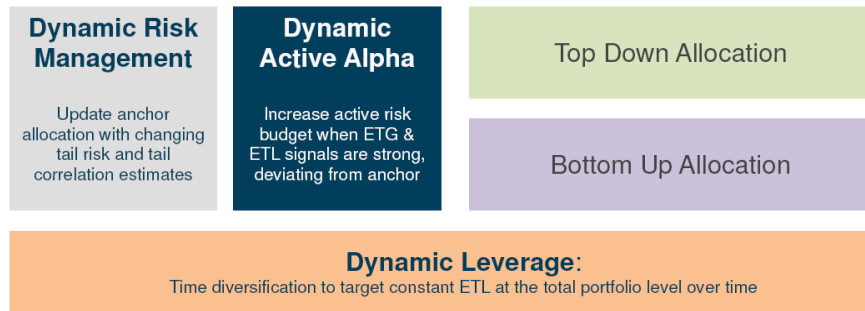 Dynamic Risk
Management
Update anchor
allocation with changing
tail risk and tail
correlation estimates
Dynamic
Active Alpha
Increase active risk
budget when ETG &
ETL signals are strong,
deviating from anchor
Top Down Allocation
Bottom Up Allocation
Dynamic Leverage:
Time diversification to target constant ETL at the total portfolio level over time